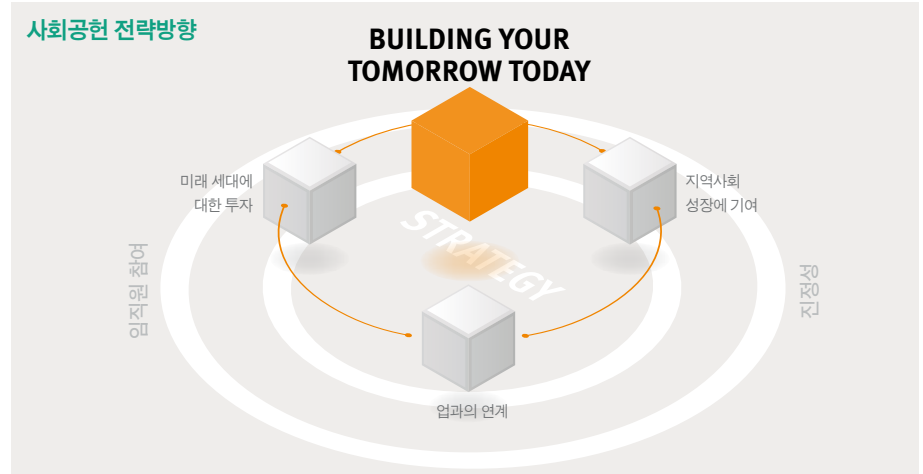 사회공헌 전략방향
BUILDING YOUR
TOMORROW TODAY
미래 세대에
대한 투자
지역사회
성장에 기여
STRATEGY
임직원 참여
진정성
업과의 연계